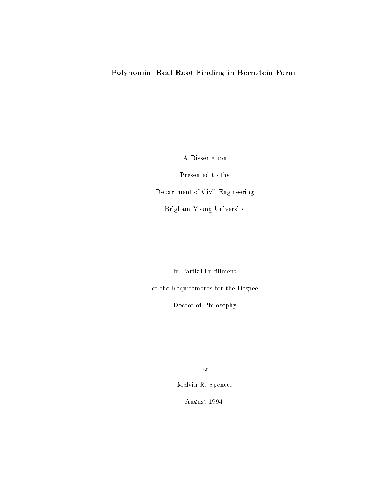 Polynomial Real Root Finding in Bernstein Form
A Dissertation
Presented to the
Department of Civil Engineering
Brigham Young University
In Partial Fulfillment
of the Requirements for the Degree
Doctor of Philosophy
by
Melvin R. Spencer
August 1994